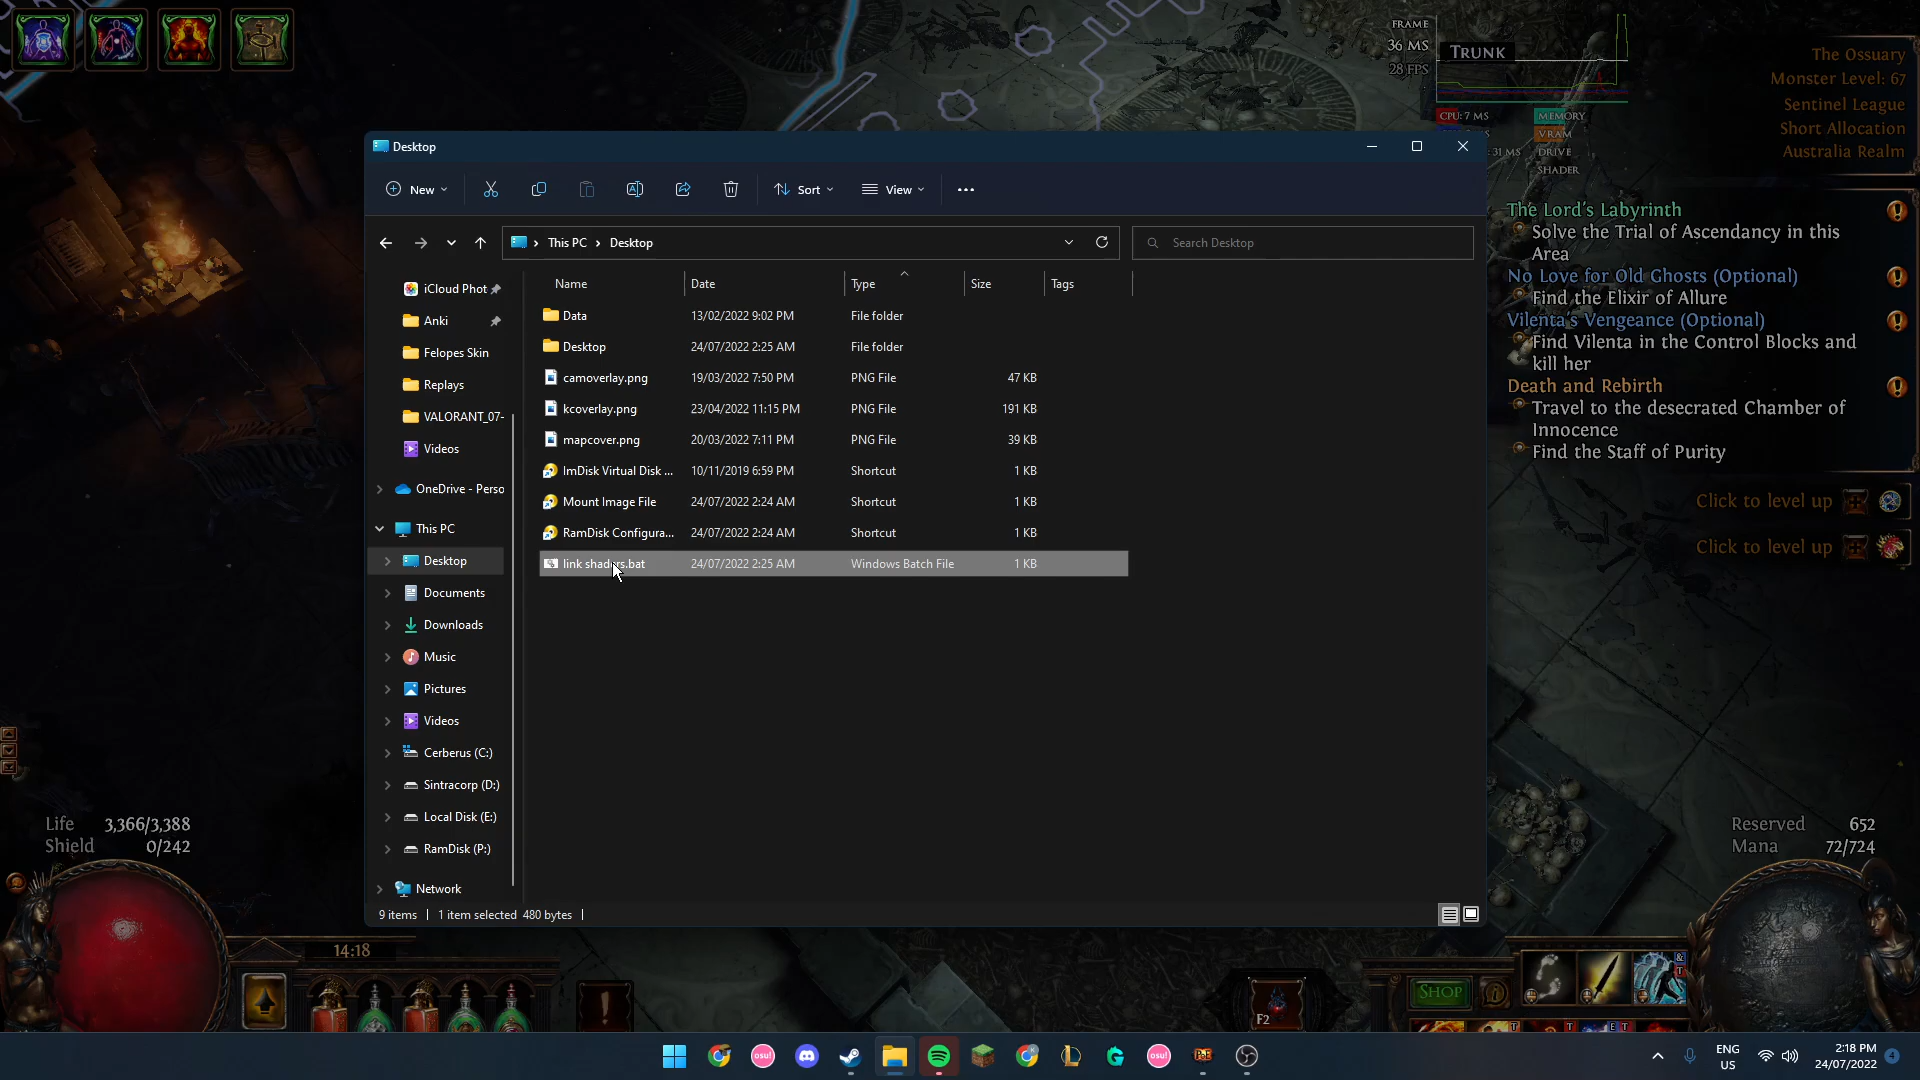 FRAME
36 MS
28 FPS
TRUNK
CPU: 7 MS
MEMORY
VRAM
: 31 MS
DRIVE
SHADER
The Ossuary
Monster Level: 67
Sentinel League
Short Allocation
Australia Realm
The Lord's Labyrinth
Solve the Trial of Ascendancy in this
Area
No Love for Old Ghosts (Optional)
Find the Elixir of Allure
Vilenta's Vengeance (Optional)
Find Vilenta in the Control Blocks and
kill her
Death and Rebirth
Travel to the desecrated Chamber of
Innocence
Find the Staff of Purity
Click to level up
Click to level up
Desktop
New
Sort
View
This PC
Desktop
Search Desktop
Name Date Type Size Tags
Data 13/02/2022 9:02 PM File folder
Desktop 24/07/2022 2:25 AM File folder
camoverlay.png 19/03/2022 7:50 PM PNG File 47 KB
kcoverlay.png 23/04/2022 11:15 PM PNG File 191 KB
mapcover.png 20/03/2022 7:11 PM PNG File 39 KB
ImDisk Virtual Disk ... 10/11/2019 6:59 PM Shortcut 1 KB
Mount Image File 24/07/2022 2:24 AM Shortcut 1 KB
RamDisk Configura... 24/07/2022 2:24 AM Shortcut 1 KB
link shaders.bat 24/07/2022 2:25 AM Windows Batch File 1 KB
iCloud Phot
Anki
Felopes Skin
Replays
VALORANT_07-
Videos
OneDrive - Perso
This PC
Desktop
Documents
Downloads
Music
Pictures
Videos
Cerberus (C:)
Sintracorp (D:)
Local Disk (E:)
RamDisk (P:)
Network
9 items
1 item selected 480 bytes
Life 3,366/3,388
Shield 0/242
Reserved 652
Mana 72/724
14:18
F2
SHOP
&
T
T
T
E T
T
osu!
osu!
ENG
US
2:18 PM
24/07/2022
4